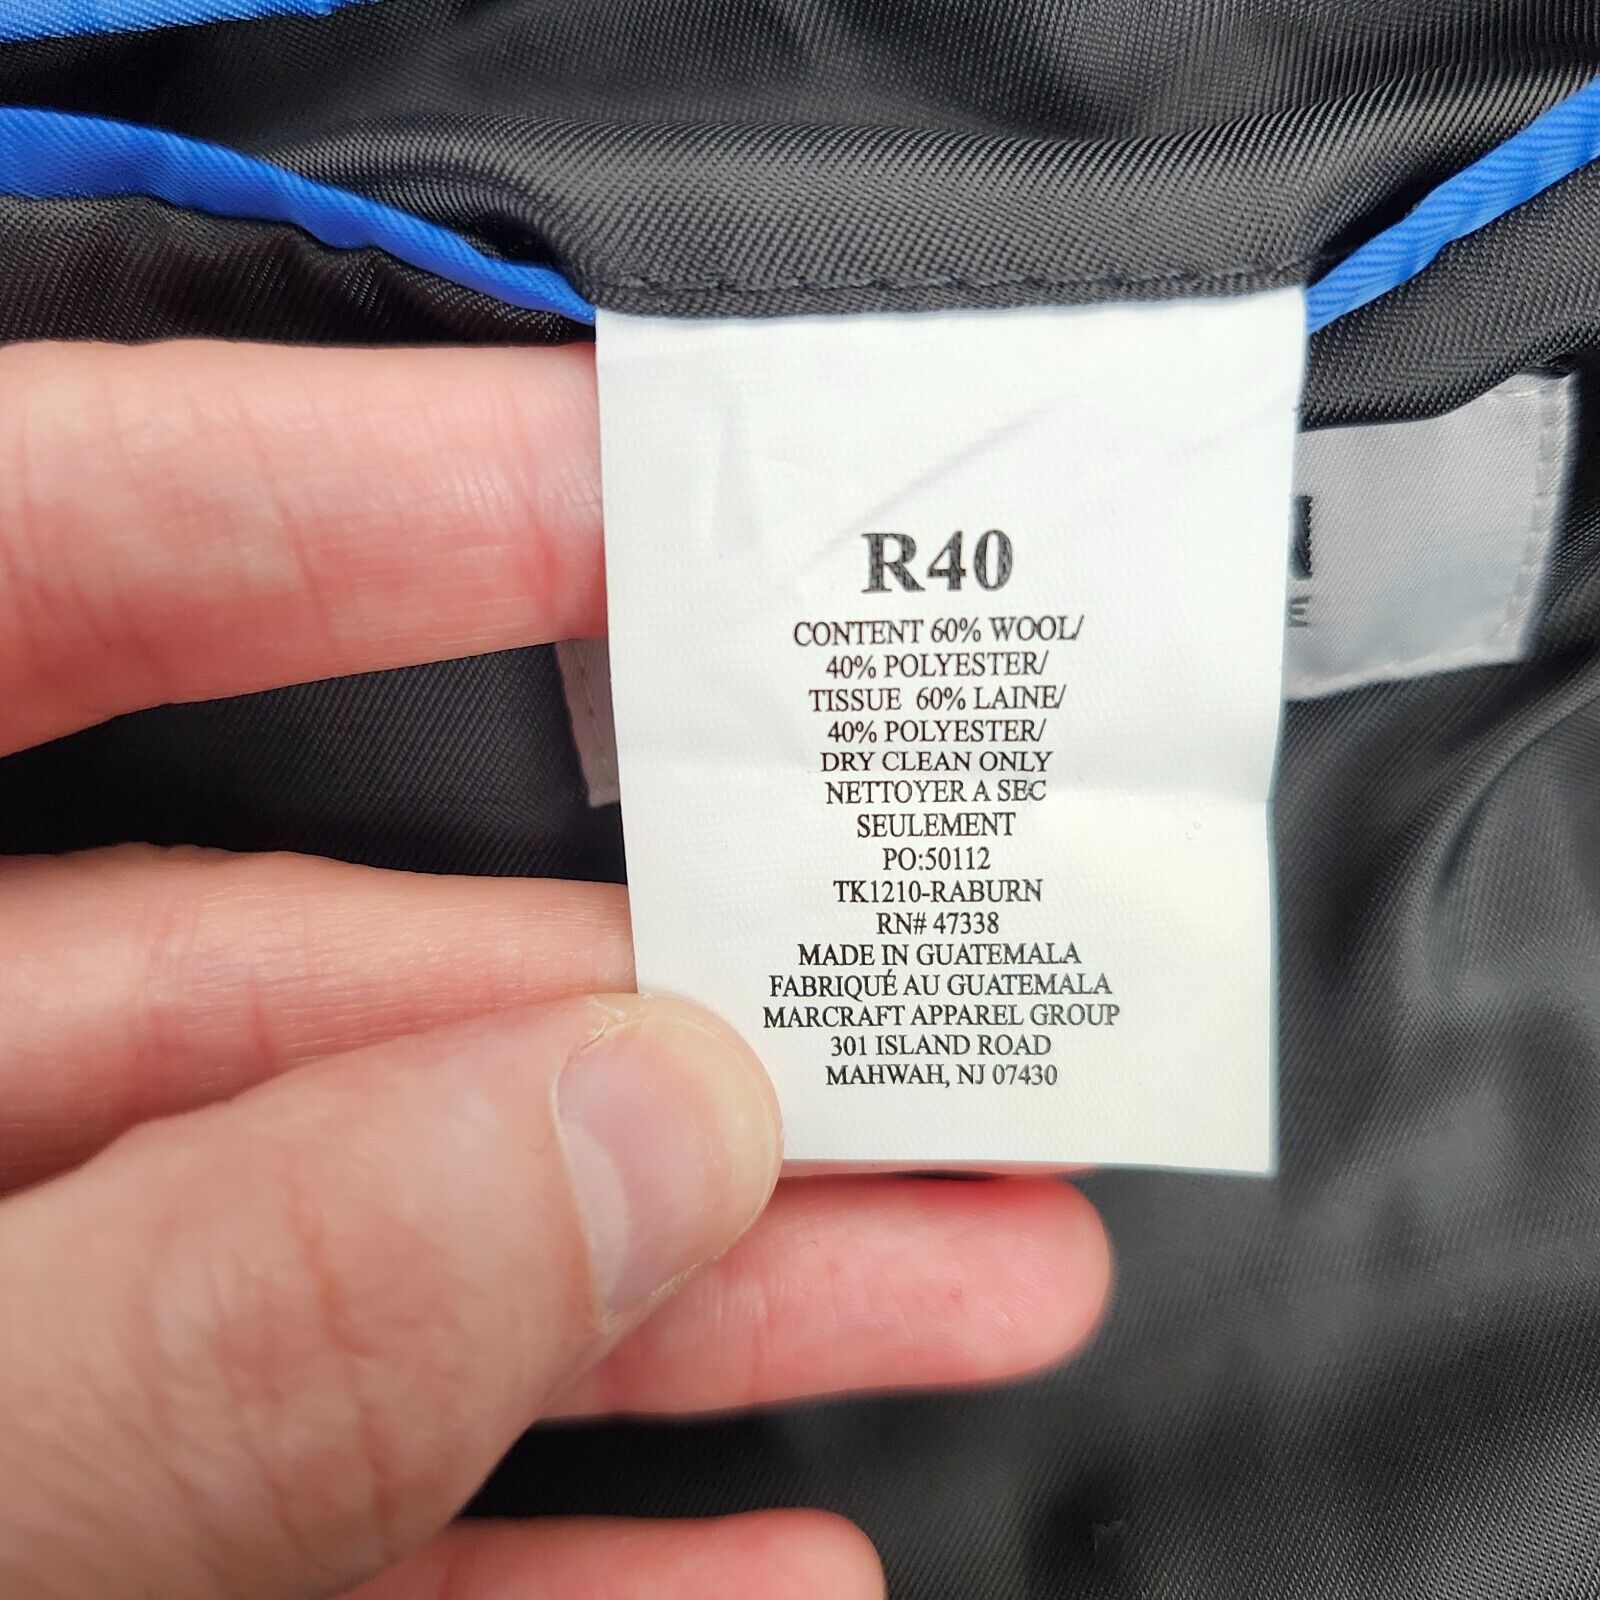 R40
CONTENT 60% WOOL/
40% POLYESTER/
TISSUE 60% LAINE/
40% POLYESTER/
DRY CLEAN ONLY
NETTOYER A SEC
SEULEMENT
PO:50112
TK1210-RABURN
RN# 47338
MADE IN GUATEMALA
FABRIQUÉ AU GUATEMALA
MARCRAFT APPAREL GROUP
301 ISLAND ROAD
MAHWAH, NJ 07430